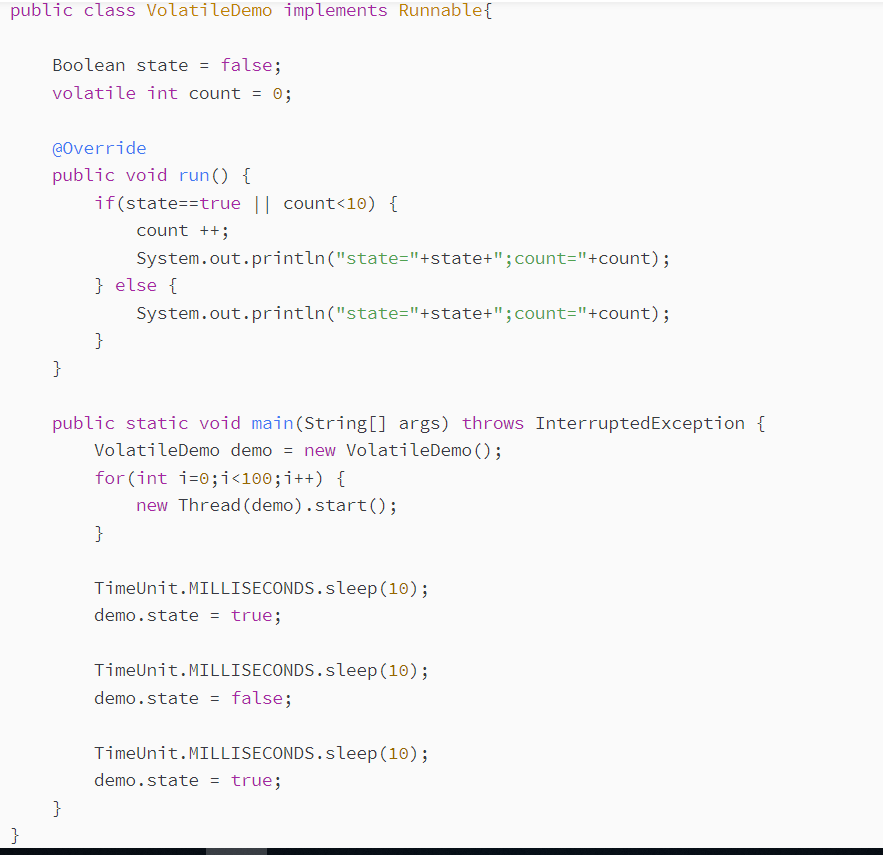 public class VolatileDemo implements Runnable{

    Boolean state = false;
    volatile int count = 0;

    @Override
    public void run() {
        if(state==true || count<10) {
            count ++;
            System.out.println("state="+state+";count="+count);
        } else {
            System.out.println("state="+state+";count="+count);
        }
    }

    public static void main(String[] args) throws InterruptedException {
        VolatileDemo demo = new VolatileDemo();
        for(int i=0;i<100;i++) {
            new Thread(demo).start();
        }

        TimeUnit.MILLISECONDS.sleep(10);
        demo.state = true;

        TimeUnit.MILLISECONDS.sleep(10);
        demo.state = false;

        TimeUnit.MILLISECONDS.sleep(10);
        demo.state = true;
    }
}